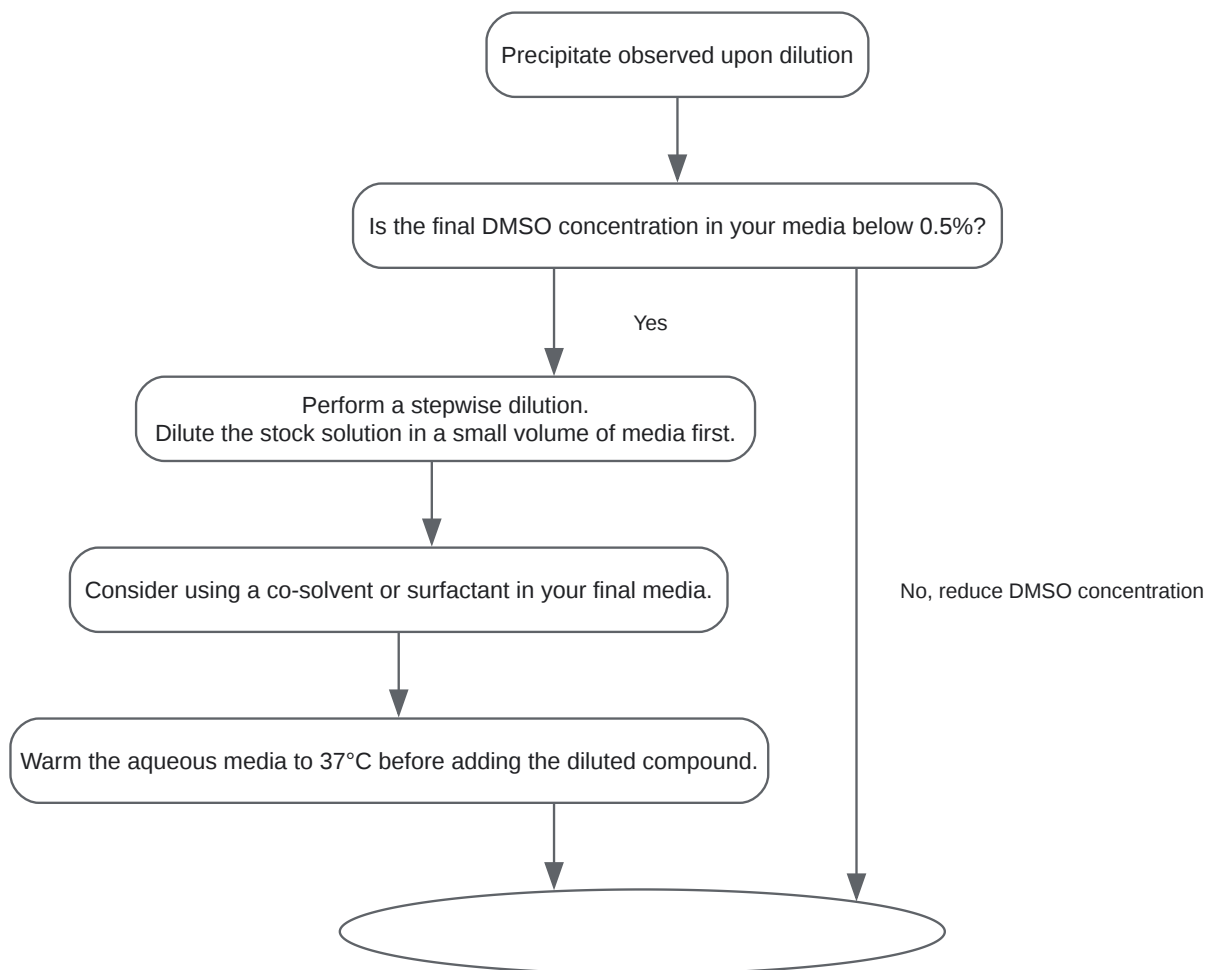 Precipitate observed upon dilution
Is the final DMSO concentration in your media below 0.5%?
Yes
Perform a stepwise dilution.
Dilute the stock solution in a small volume of media first.
Consider using a co-solvent or surfactant in your final media.
No, reduce DMSO concentration
Warm the aqueous media to 37°C before adding the diluted compound.